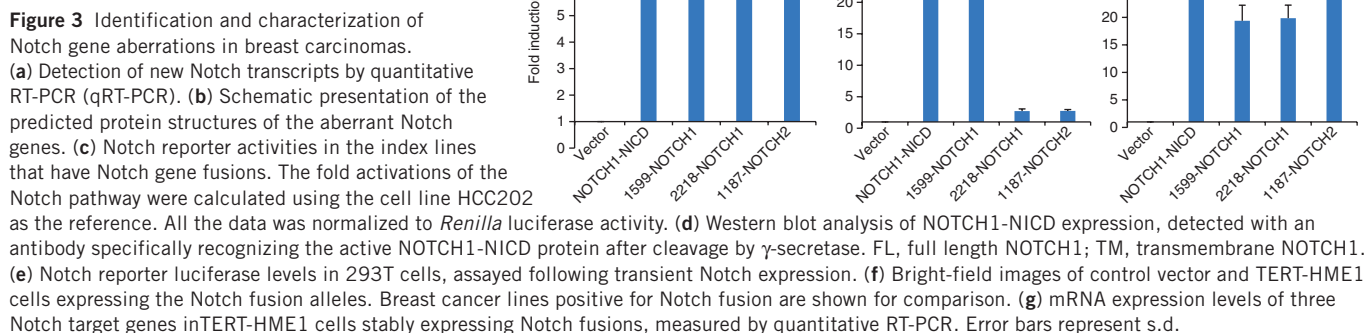 Figure 3 Identification and characterization of
Notch gene aberrations in breast carcinomas.
(a) Detection of new Notch transcripts by quantitative
RT-PCR (qRT-PCR). (b) Schematic presentation of the
predicted protein structures of the aberrant Notch
genes. (c) Notch reporter activities in the index lines
that have Notch gene fusions. The fold activations of the
Notch pathway were calculated using the cell line HCC202
as the reference. All the data was normalized to Renilla luciferase activity. (d) Western blot analysis of NOTCH1-NICD expression, detected with an
antibody specifically recognizing the active NOTCH1-NICD protein after cleavage by γ-secretase. FL, full length NOTCH1; TM, transmembrane NOTCH1.
(e) Notch reporter luciferase levels in 293T cells, assayed following transient Notch expression. (f) Bright-field images of control vector and TERT-HME1
cells expressing the Notch fusion alleles. Breast cancer lines positive for Notch fusion are shown for comparison. (g) mRNA expression levels of three
Notch target genes inTERT-HME1 cells stably expressing Notch fusions, measured by quantitative RT-PCR. Error bars represent s.d.
Fold induction
5
4
3
2
1
0
Vector
NOTCH1-NICD
1599-NOTCH1
2218-NOTCH1
1187-NOTCH2
20
15
10
5
0
Vector
NOTCH1-NICD
1599-NOTCH1
2218-NOTCH1
1187-NOTCH2
20
15
10
5
0
Vector
NOTCH1-NICD
1599-NOTCH1
2218-NOTCH1
1187-NOTCH2